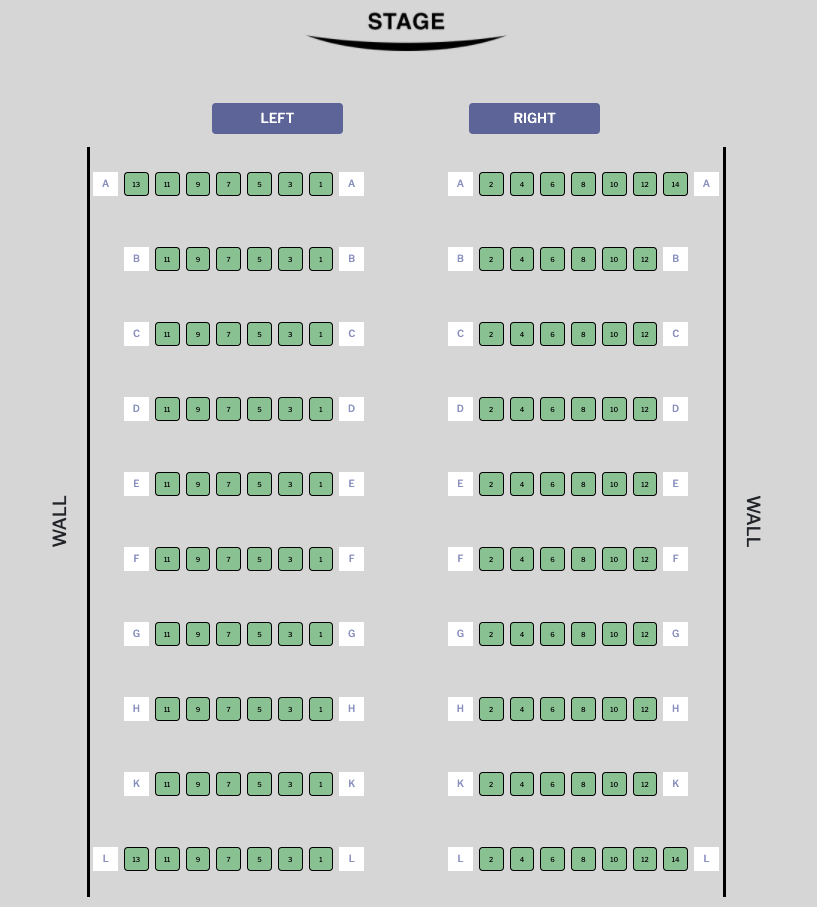 STAGE
LEFT RIGHT
A 13 11 9 7 5 3 1 A A 2 4 6 8 10 12 14 A
B 11 9 7 5 3 1 B B 2 4 6 8 10 12 B
C 11 9 7 5 3 1 C C 2 4 6 8 10 12 C
D 11 9 7 5 3 1 D D 2 4 6 8 10 12 D
E 11 9 7 5 3 1 E E 2 4 6 8 10 12 E
WALL WALL
F 11 9 7 5 3 1 F F 2 4 6 8 10 12 F
G 11 9 7 5 3 1 G G 2 4 6 8 10 12 G
H 11 9 7 5 3 1 H H 2 4 6 8 10 12 H
K 11 9 7 5 3 1 K K 2 4 6 8 10 12 K
L 13 11 9 7 5 3 1 L L 2 4 6 8 10 12 14 L